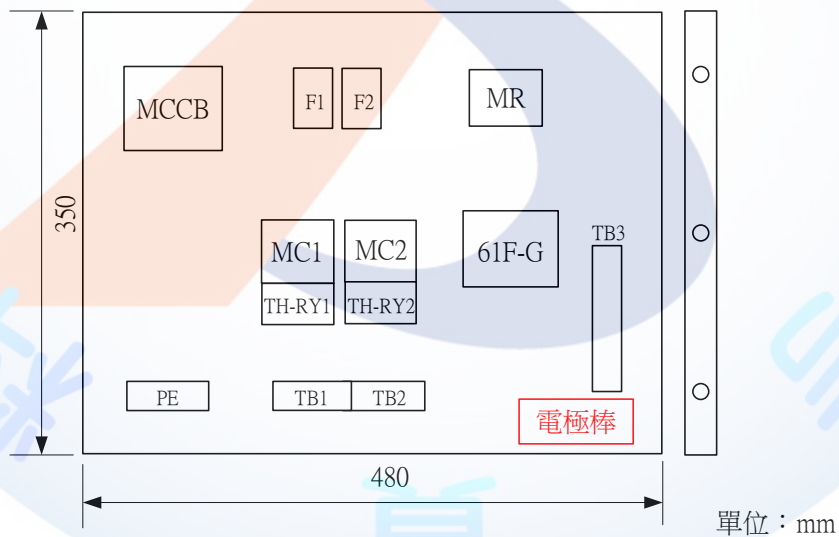 MCCB
F1
F2
MR
350
MC1
MC2
61F-G
TB3
TH-RY1
TH-RY2
PE
TB1
TB2
電極棒
480
單位：mm